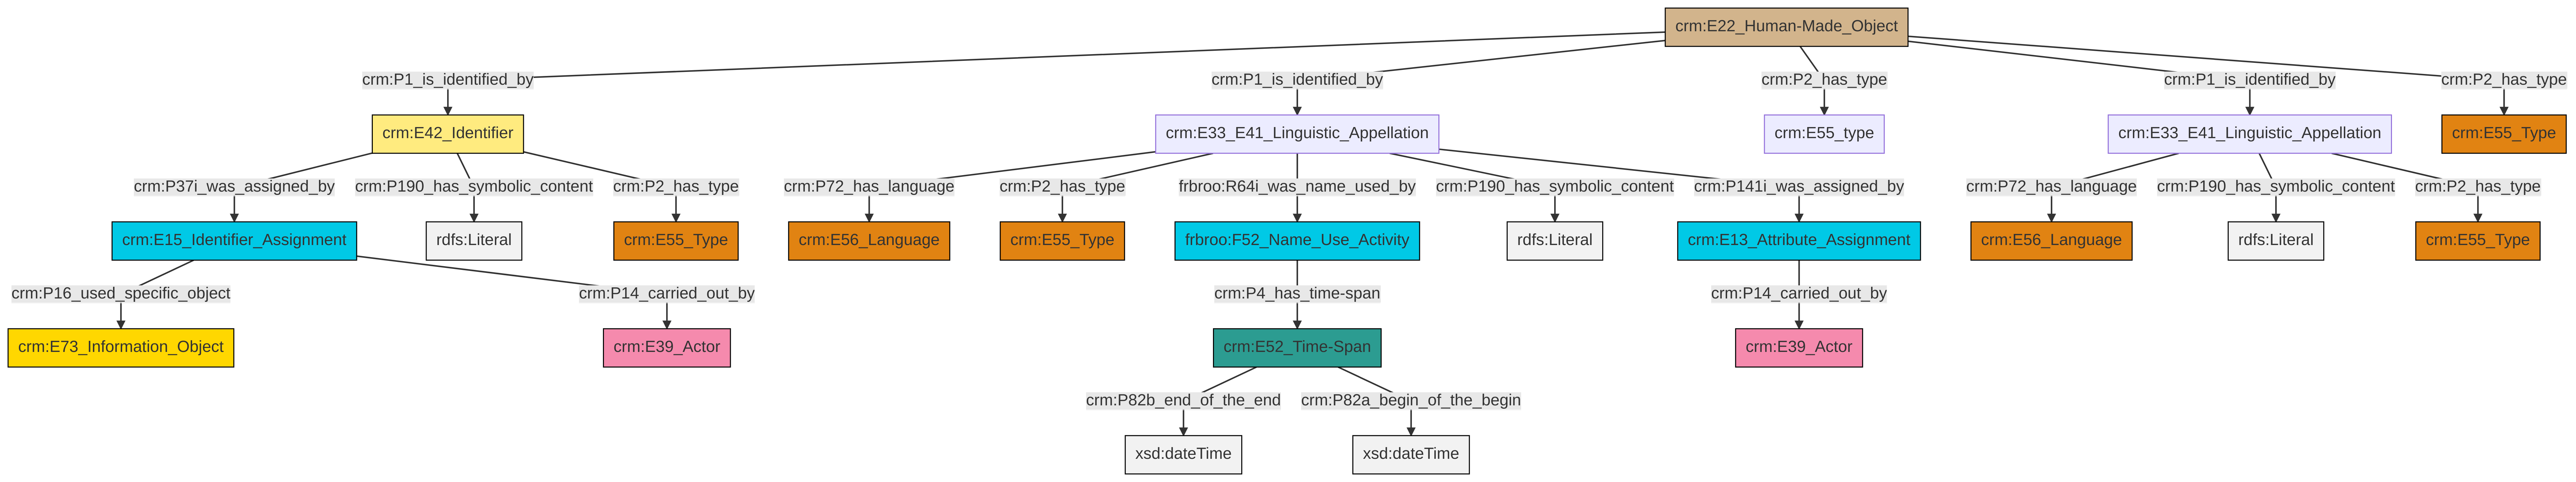 crm:E22_Human-Made_Object
crm:P1_is_identified_by
crm:P1_is_identified_by
crm:P2_has_type
crm:P1_is_identified_by
crm:P2_has_type
crm:E42_Identifier
crm:E33_E41_Linguistic_Appellation
crm:E55_type
crm:E33_E41_Linguistic_Appellation
crm:E55_Type
crm:P37i_was_assigned_by
crm:P190_has_symbolic_content
crm:P2_has_type
crm:P72_has_language
crm:P2_has_type
frbroo:R64i_was_name_used_by
crm:P190_has_symbolic_content
crm:P141i_was_assigned_by
crm:P72_has_language
crm:P190_has_symbolic_content
crm:P2_has_type
crm:E15_Identifier_Assignment
rdfs:Literal
crm:E55_Type
crm:E56_Language
crm:E55_Type
frbroo:F52_Name_Use_Activity
rdfs:Literal
crm:E13_Attribute_Assignment
crm:E56_Language
rdfs:Literal
crm:E55_Type
crm:P16_used_specific_object
crm:P14_carried_out_by
crm:P4_has_time-span
crm:P14_carried_out_by
crm:E73_Information_Object
crm:E39_Actor
crm:E52_Time-Span
crm:E39_Actor
crm:P82b_end_of_the_end
crm:P82a_begin_of_the_begin
xsd:dateTime
xsd:dateTime